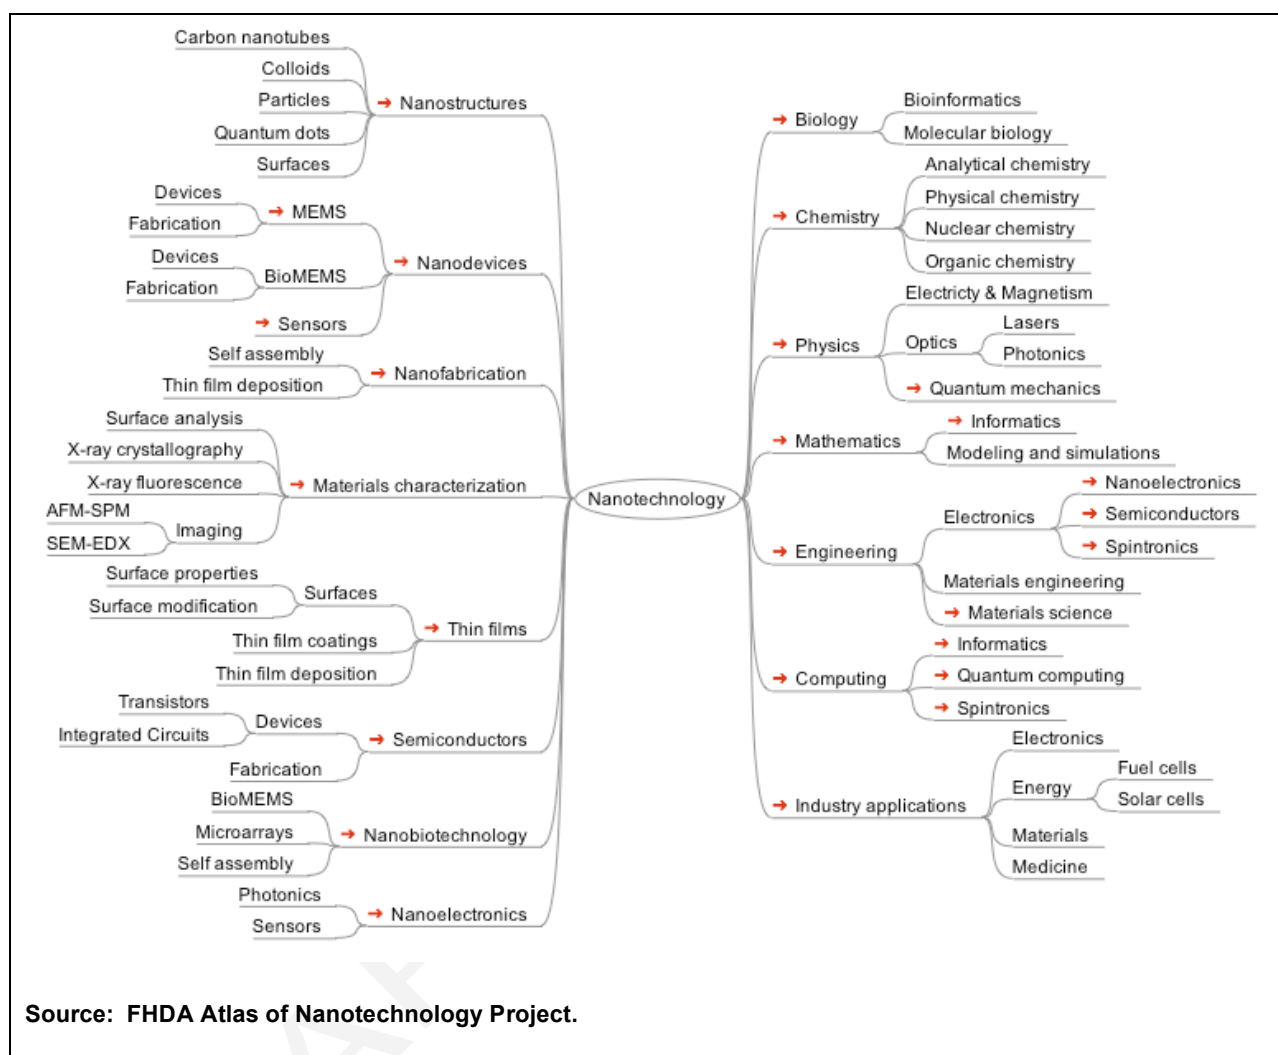 Carbon nanotubes
Colloids
Particles
Quantum dots
Surfaces
→ Nanostructures
Devices
Fabrication
→ MEMS
Devices
Fabrication
BioMEMS
→ Sensors
→ Nanodevices
Self assembly
Thin film deposition
→ Nanofabrication
Surface analysis
X-ray crystallography
X-ray fluorescence
AFM-SPM
SEM-EDX
Imaging
→ Materials characterization
Surface properties
Surface modification
Surfaces
Thin film coatings
Thin film deposition
→ Thin films
Transistors
Integrated Circuits
Devices
Fabrication
→ Semiconductors
BioMEMS
Microarrays
Self assembly
→ Nanobiotechnology
Photonics
Sensors
→ Nanoelectronics
Nanotechnology
→ Biology
Bioinformatics
Molecular biology
→ Chemistry
Analytical chemistry
Physical chemistry
Nuclear chemistry
Organic chemistry
→ Physics
Electricty & Magnetism
Optics
Lasers
Photonics
→ Quantum mechanics
→ Mathematics
→ Informatics
Modeling and simulations
→ Engineering
Electronics
→ Nanoelectronics
→ Semiconductors
→ Spintronics
Materials engineering
→ Materials science
→ Computing
→ Informatics
→ Quantum computing
→ Spintronics
→ Industry applications
Electronics
Energy
Fuel cells
Solar cells
Materials
Medicine
Source: FHDA Atlas of Nanotechnology Project.